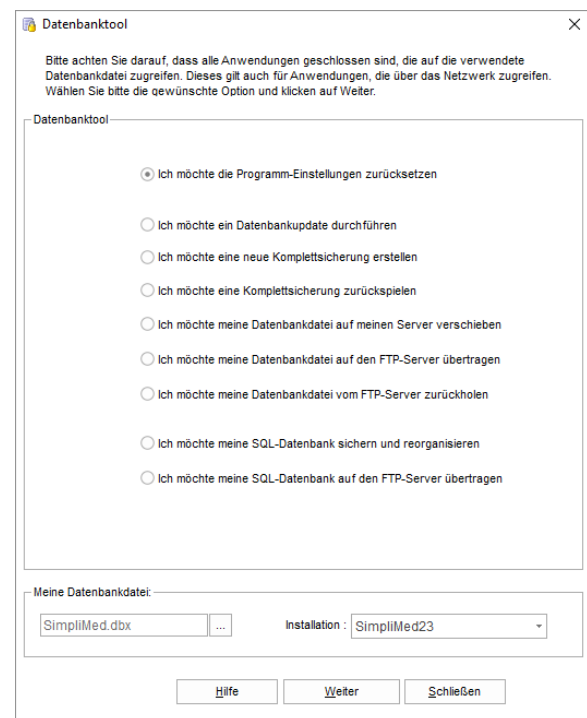 Datenbanktool
Bitte achten Sie darauf, dass alle Anwendungen geschlossen sind, die auf die verwendete
Datenbankdatei zugreifen. Dieses gilt auch für Anwendungen, die über das Netzwerk zugreifen.
Wählen Sie bitte die gewünschte Option und klicken auf Weiter.
Datenbanktool
Ich möchte die Programm-Einstellungen zurücksetzen
Ich möchte ein Datenbankupdate durchführen
Ich möchte eine neue Komplettsicherung erstellen
Ich möchte eine Komplettsicherung zurückspielen
Ich möchte meine Datenbankdatei auf meinen Server verschieben
Ich möchte meine Datenbankdatei auf den FTP-Server übertragen
Ich möchte meine Datenbankdatei vom FTP-Server zurückholen
Ich möchte meine SQL-Datenbank sichern und reorganisieren
Ich möchte meine SQL-Datenbank auf den FTP-Server übertragen
Meine Datenbankdatei:
SimpliMed.dbx ... Installation : SimpliMed23
Hilfe Weiter Schließen